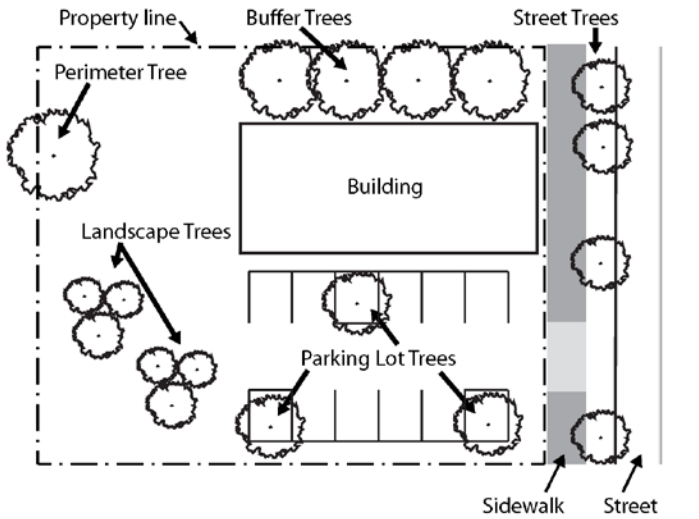 Property line
Buffer Trees
Street Trees
Perimeter Tree
Building
Landscape Trees
Parking Lot Trees
Sidewalk
Street